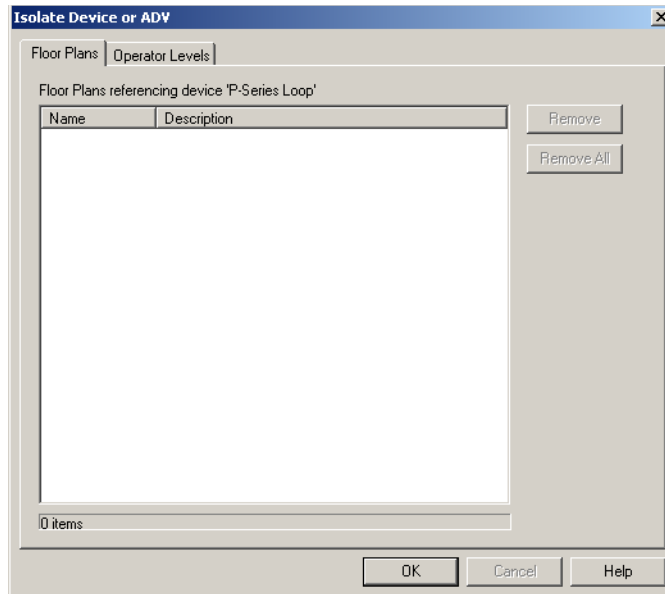 Isolate Device or ADV
Floor Plans Operator Levels
Floor Plans referencing device 'P-Series Loop'
Name Description
Remove
Remove All
0 items
OK Cancel Help